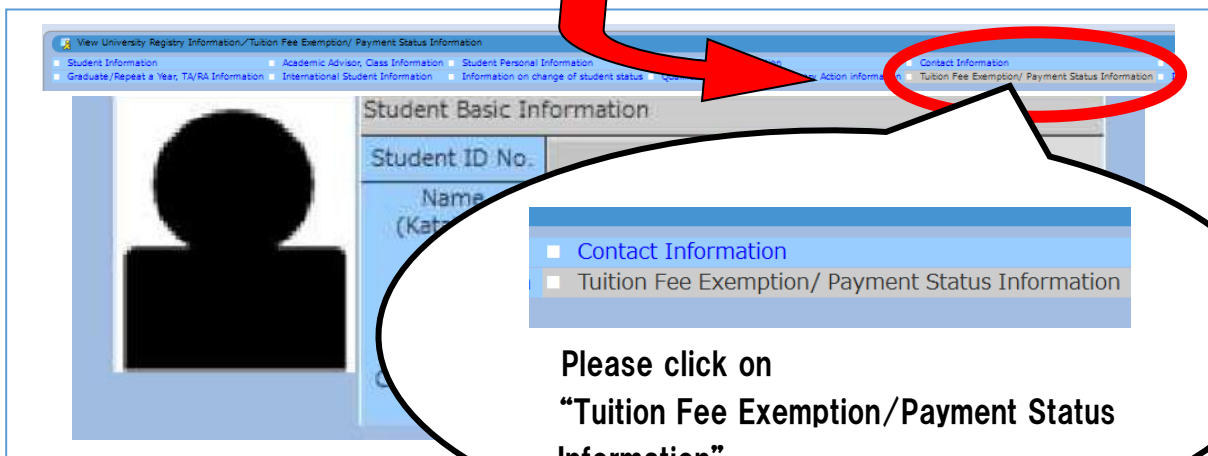 View University Registry Information/Tuition Fee Exemption/ Payment Status Information
Student Information Academic Advisor, Class Information Student Personal Information Contact Information
Graduate/Repeat a Year, TA/RA Information International Student Information Information on change of student status Action information Tuition Fee Exemption/ Payment Status Information
Student Basic Information
Student ID No.
Name
Contact Information
Tuition Fee Exemption/ Payment Status Information
Please click on
“Tuition Fee Exemption/Payment Status
Information”